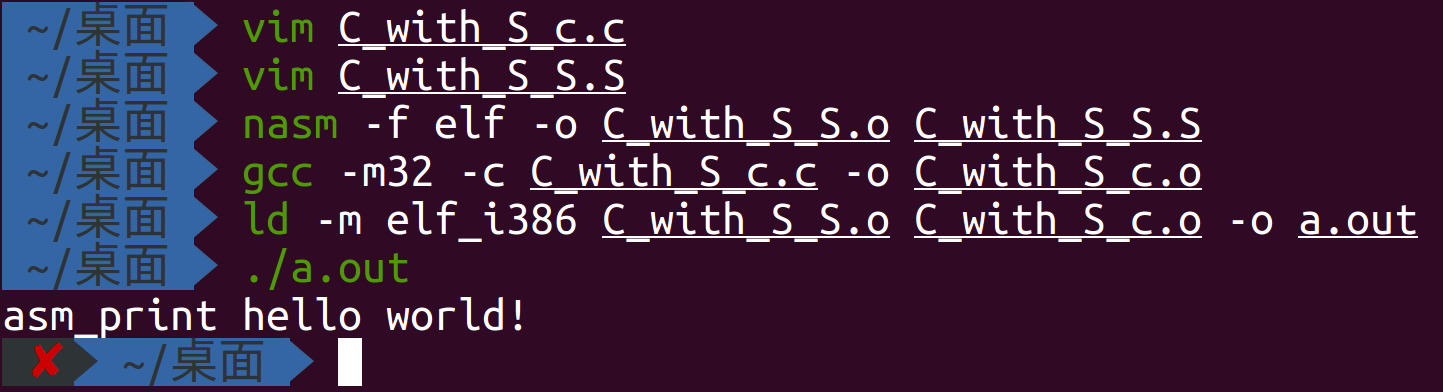 ~/桌面 vim C_with_S_c.c
~/桌面 vim C_with_S_S.S
~/桌面 nasm -f elf -o C_with_S_S.o C_with_S_S.S
~/桌面 gcc -m32 -c C_with_S_c.c -o C_with_S_c.o
~/桌面 ld -m elf_i386 C_with_S_S.o C_with_S_c.o -o a.out
~/桌面 ./a.out
asm_print hello world!
✘ ~/桌面